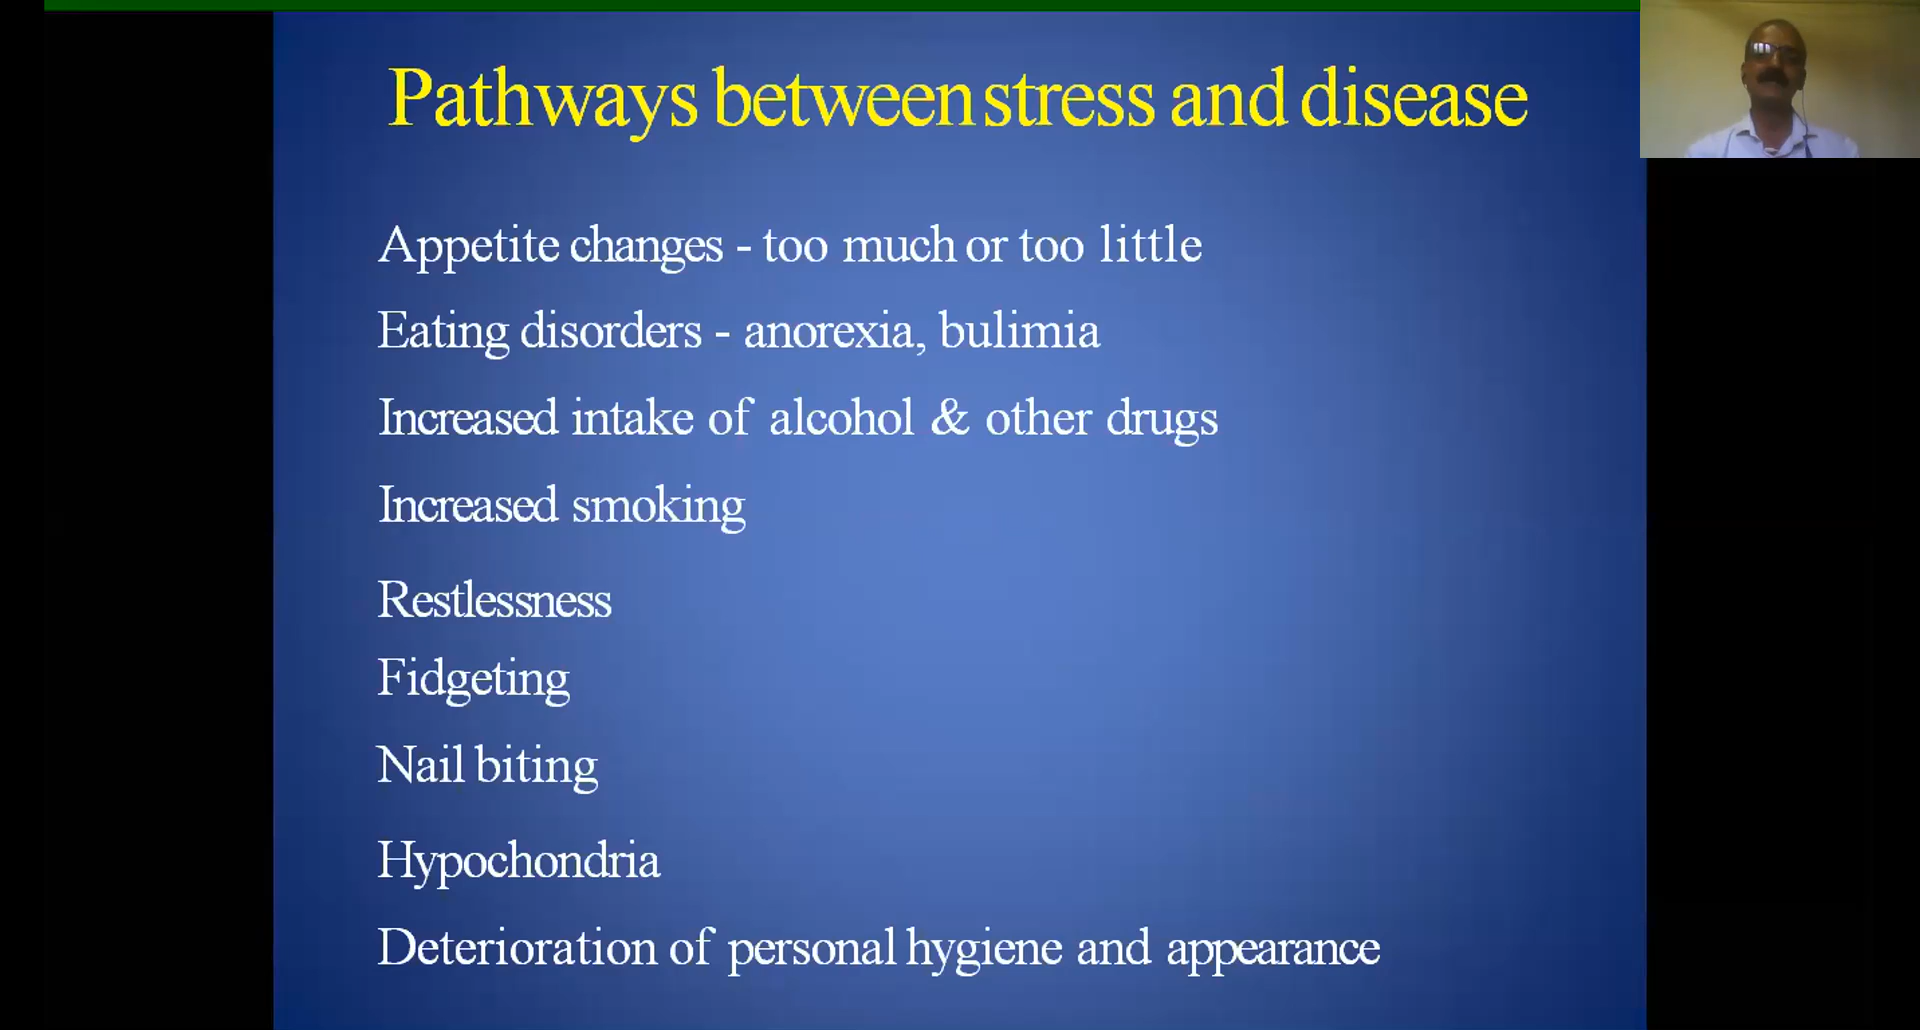 Pathways between stress and disease
Appetite changes - too much or too little
Eating disorders - anorexia, bulimia
Increased intake of alcohol & other drugs
Increased smoking
Restlessness
Fidgeting
Nail biting
Hypochondria
Deterioration of personal hygiene and appearance